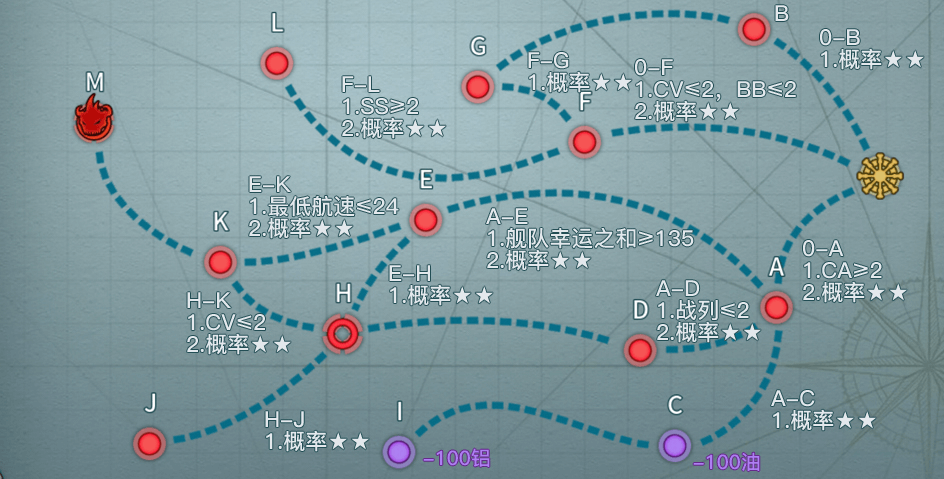 L
B
G
0-B
1.概率★★
F-G
1.概率★★
0-F
1.CV≤2，BB≤2
2.概率★★
M
F-L
1.SS≥2
2.概率★★
F
E
E-K
1.最低航速≤24
2.概率★★
K
A-E
1.舰队幸运之和≥135
2.概率★★
0-A
1.CA≥2
2.概率★★
A
E-H
1.概率★★
H
H-K
1.CV≤2
2.概率★★
D
A-D
1.战列≤2
2.概率★★
J
H-J
1.概率★★
I
-100铝
C
-100油
A-C
1.概率★★